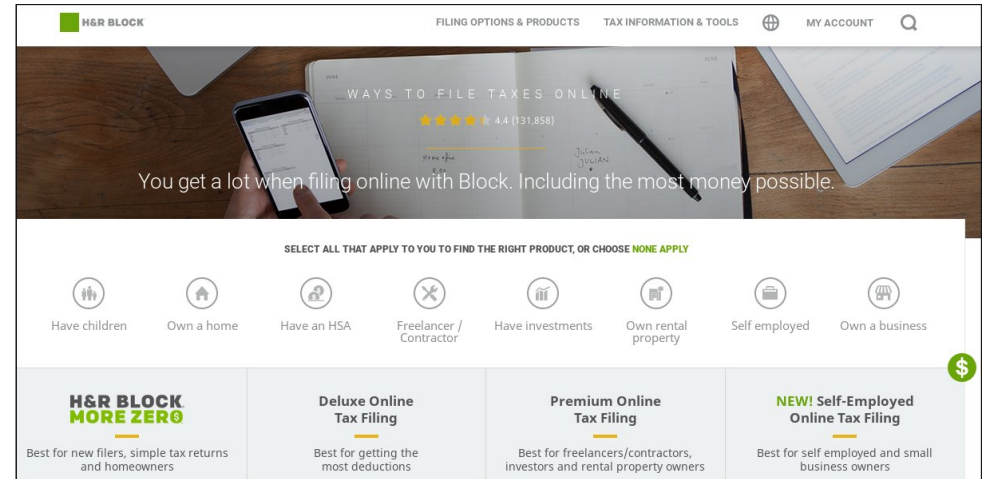 H&R BLOCK
FILING OPTIONS & PRODUCTS
TAX INFORMATION & TOOLS
MY ACCOUNT
WAYS TO FILE TAXES ONLINE
4.4 (131,858)
You get a lot when filing online with Block. Including the most money possible.
SELECT ALL THAT APPLY TO YOU TO FIND THE RIGHT PRODUCT, OR CHOOSE NONE APPLY
Have children
Own a home
Have an HSA
Freelancer /
Contractor
Have investments
Own rental
property
Self employed
Own a business
H&R BLOCK
MORE ZERO
Best for new filers, simple tax returns
and homeowners
Deluxe Online
Tax Filing
Best for getting the
most deductions
Premium Online
Tax Filing
Best for freelancers/contractors,
investors and rental property owners
NEW! Self-Employed
Online Tax Filing
Best for self employed and small
business owners